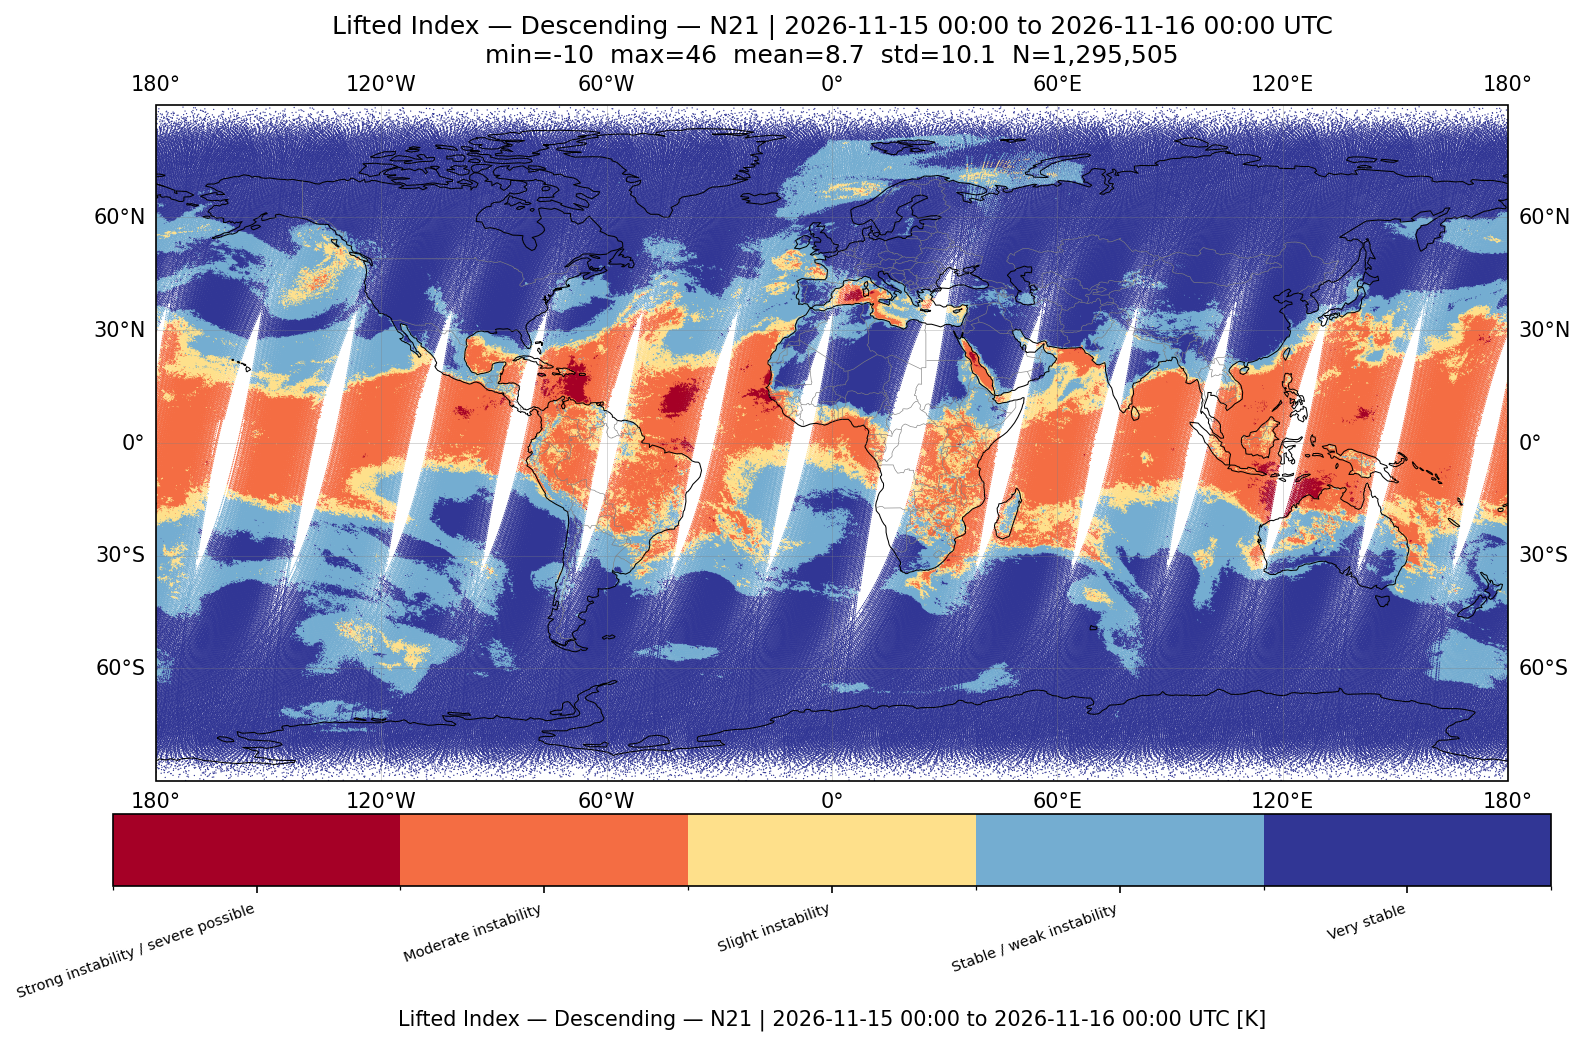 Lifted Index — Descending — N21 | 2026-11-15 00:00 to 2026-11-16 00:00 UTC
min=-10  max=46  mean=8.7  std=10.1  N=1,295,505
180° 120°W 60°W 0° 60°E 120°E 180°
60°N 60°N
30°N 30°N
0° 0°
30°S 30°S
60°S 60°S
180° 120°W 60°W 0° 60°E 120°E 180°
Strong instability / severe possible
Moderate instability
Slight instability
Stable / weak instability
Very stable
Lifted Index — Descending — N21 | 2026-11-15 00:00 to 2026-11-16 00:00 UTC [K]